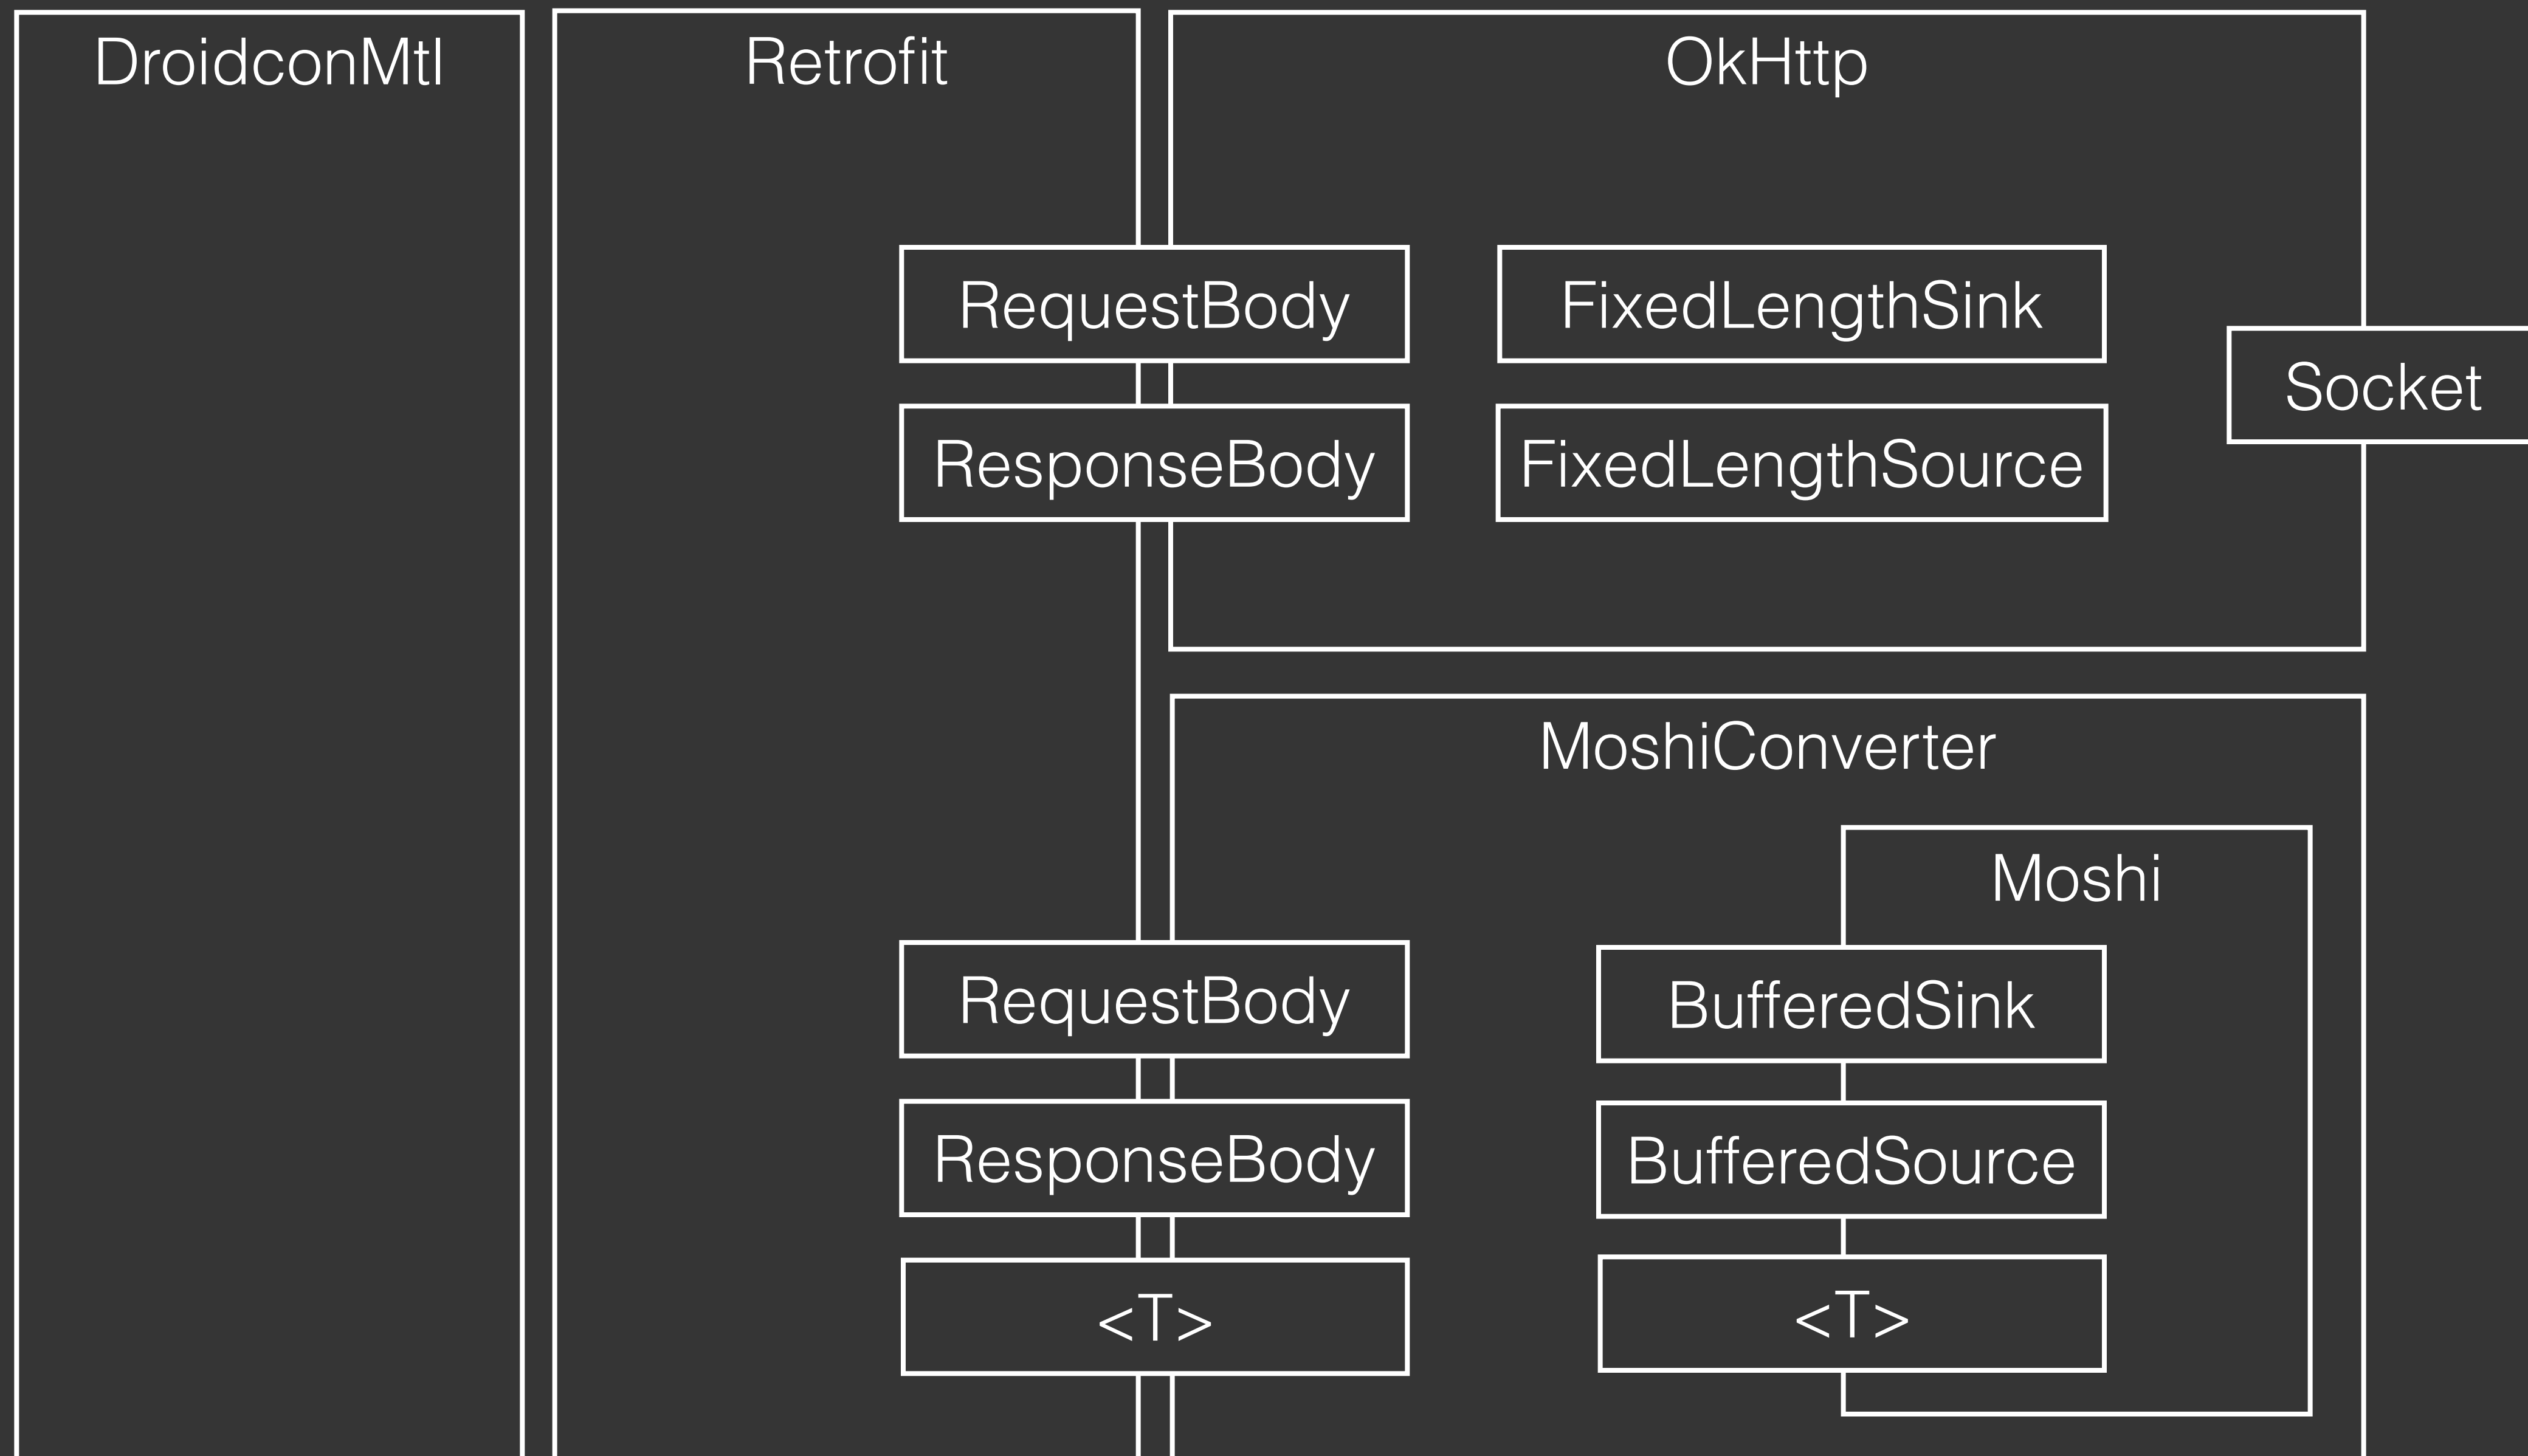 DroidconMtl
Retrofit
OkHttp
RequestBody
FixedLengthSink
Socket
ResponseBody
FixedLengthSource
MoshiConverter
Moshi
RequestBody
BufferedSink
ResponseBody
BufferedSource
<T>
<T>